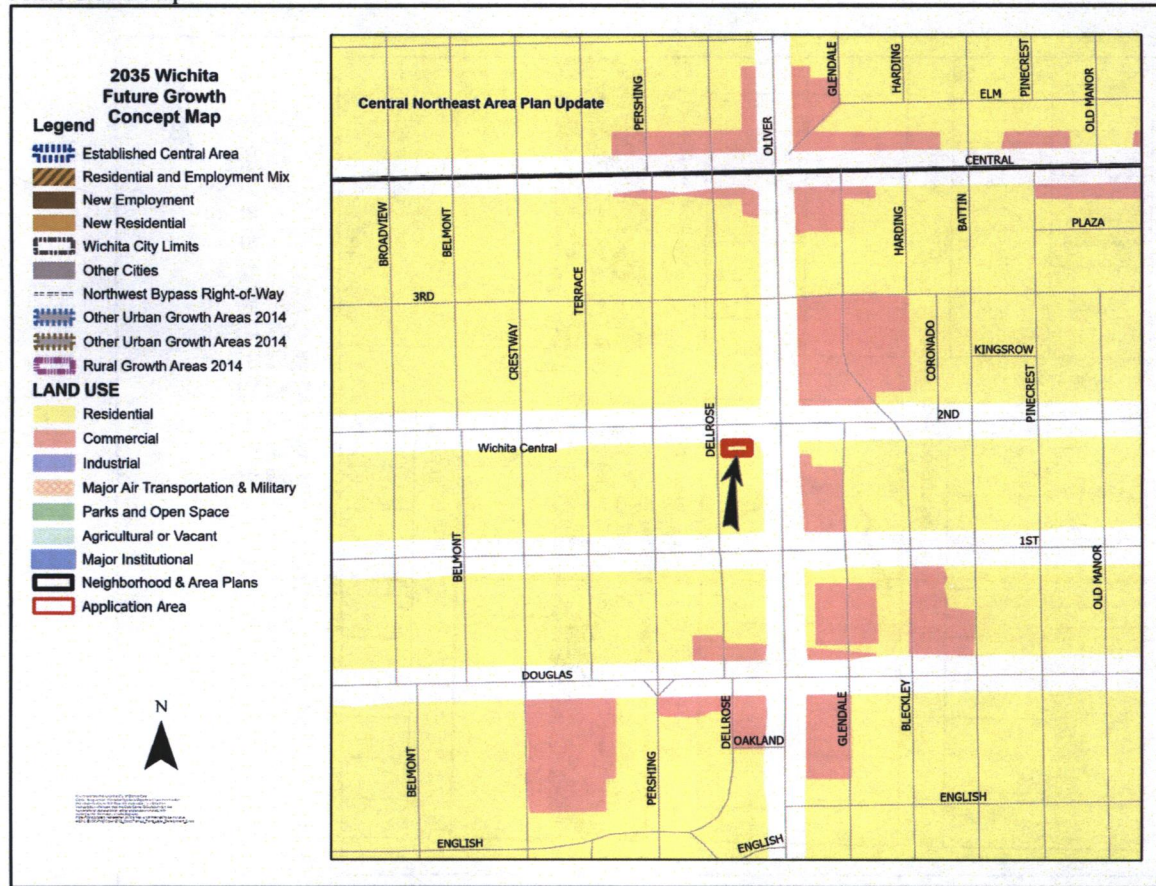 2035 Wichita
Future Growth
Concept Map
Legend
Established Central Area
Residential and Employment Mix
New Employment
New Residential
Wichita City Limits
Other Cities
Northwest Bypass Right-of-Way
Other Urban Growth Areas 2014
Other Urban Growth Areas 2014
Rural Growth Areas 2014
LAND USE
Residential
Commercial
Industrial
Major Air Transportation & Military
Parks and Open Space
Agricultural or Vacant
Major Institutional
Neighborhood & Area Plans
Application Area
N
Central Northeast Area Plan Update
PERSHING
OLIVER
GLENDALE
HARDING
PINECREST
ELM
OLD MANOR
CENTRAL
BROADVIEW
BELMONT
HARDING
BATTIN
PLAZA
TERRACE
3RD
CRESTWAY
CORONADO
KINGSROW
PINECREST
2ND
DELLROSE
Wichita Central
BELMONT
1ST
OLD MANOR
DOUGLAS
BELMONT
PERSHING
DELLROSE
OAKLAND
GLENDALE
BLECKLEY
ENGLISH
ENGLISH
ENGLISH